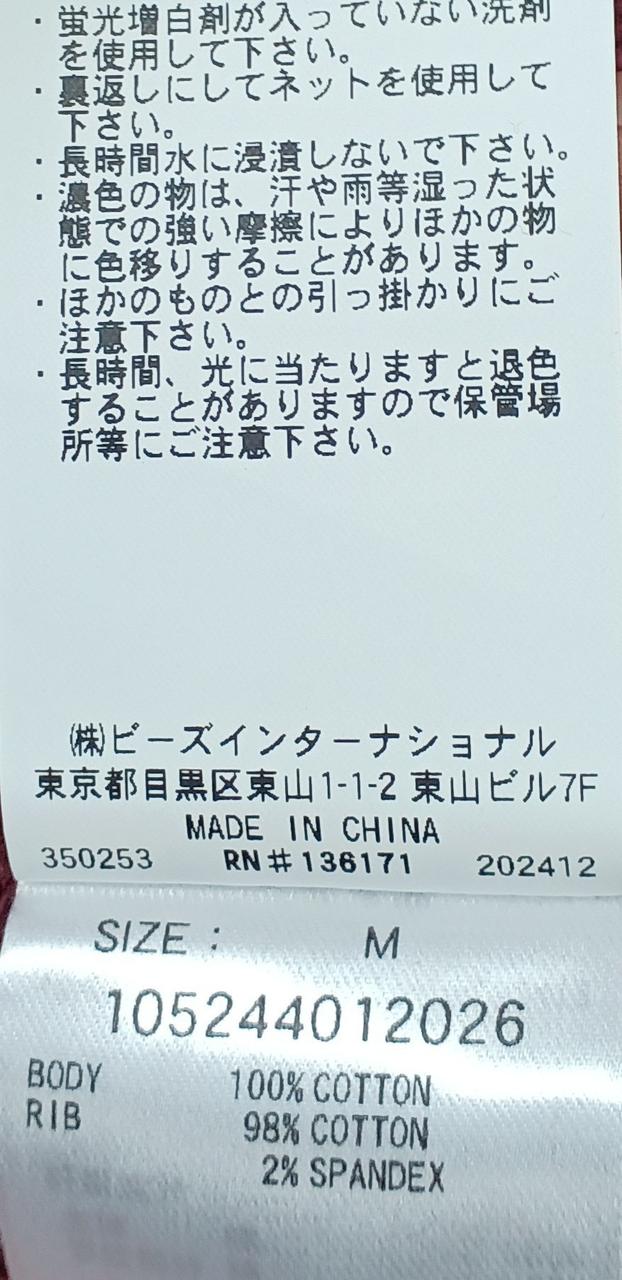 ・蛍光増白剤が入っていない洗剤
を使用して下さい。
・裏返しにしてネットを使用して
下さい。
・長時間水に浸漬しないで下さい。
・濃色の物は、汗や雨等湿った状
態での強い摩擦によりほかの物
に色移りすることがあります。
・ほかのものとの引っ掛かりにご
注意下さい。
・長時間、光に当たりますと退色
することがありますので保管場
所等にご注意下さい。
㈱ビーズインターナショナル
東京都目黒区東山1-1-2 東山ビル7F
MADE IN CHINA
350253 RN#136171 202412
SIZE : M
105244012026
BODY 100% COTTON
RIB 98% COTTON
2% SPANDEX